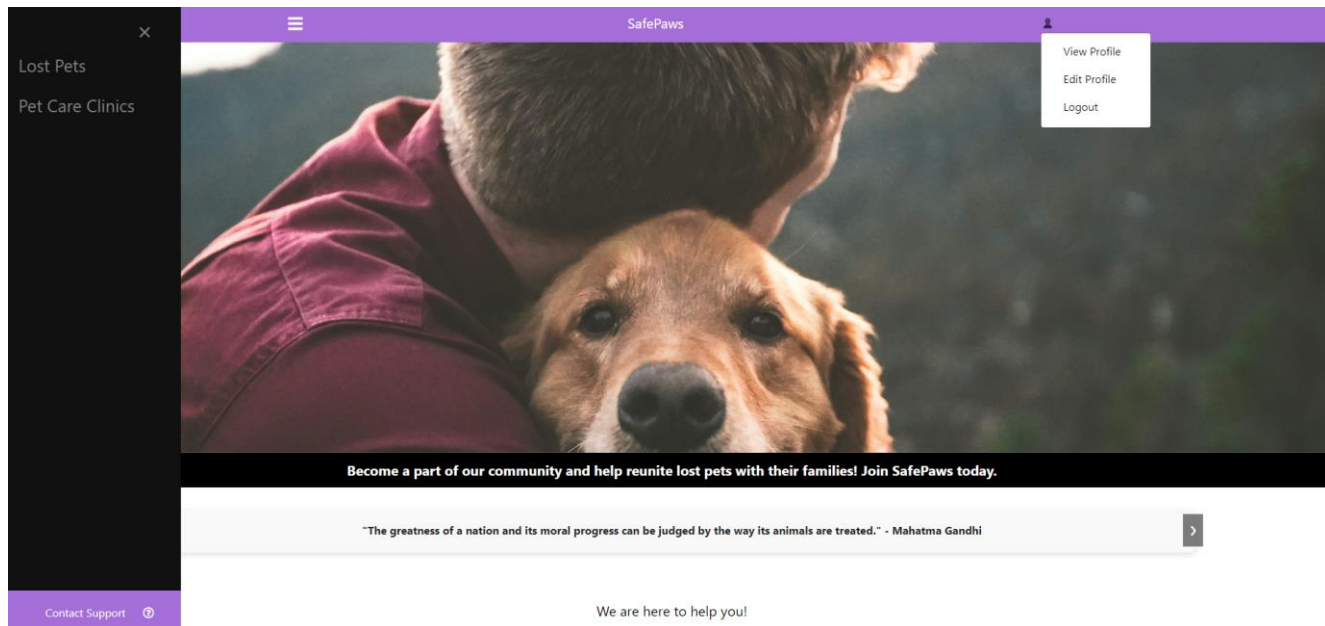 ×
Lost Pets
Pet Care Clinics
Contact Support
SafePaws
View Profile
Edit Profile
Logout
Become a part of our community and help reunite lost pets with their families! Join SafePaws today.
"The greatness of a nation and its moral progress can be judged by the way its animals are treated." - Mahatma Gandhi
We are here to help you!